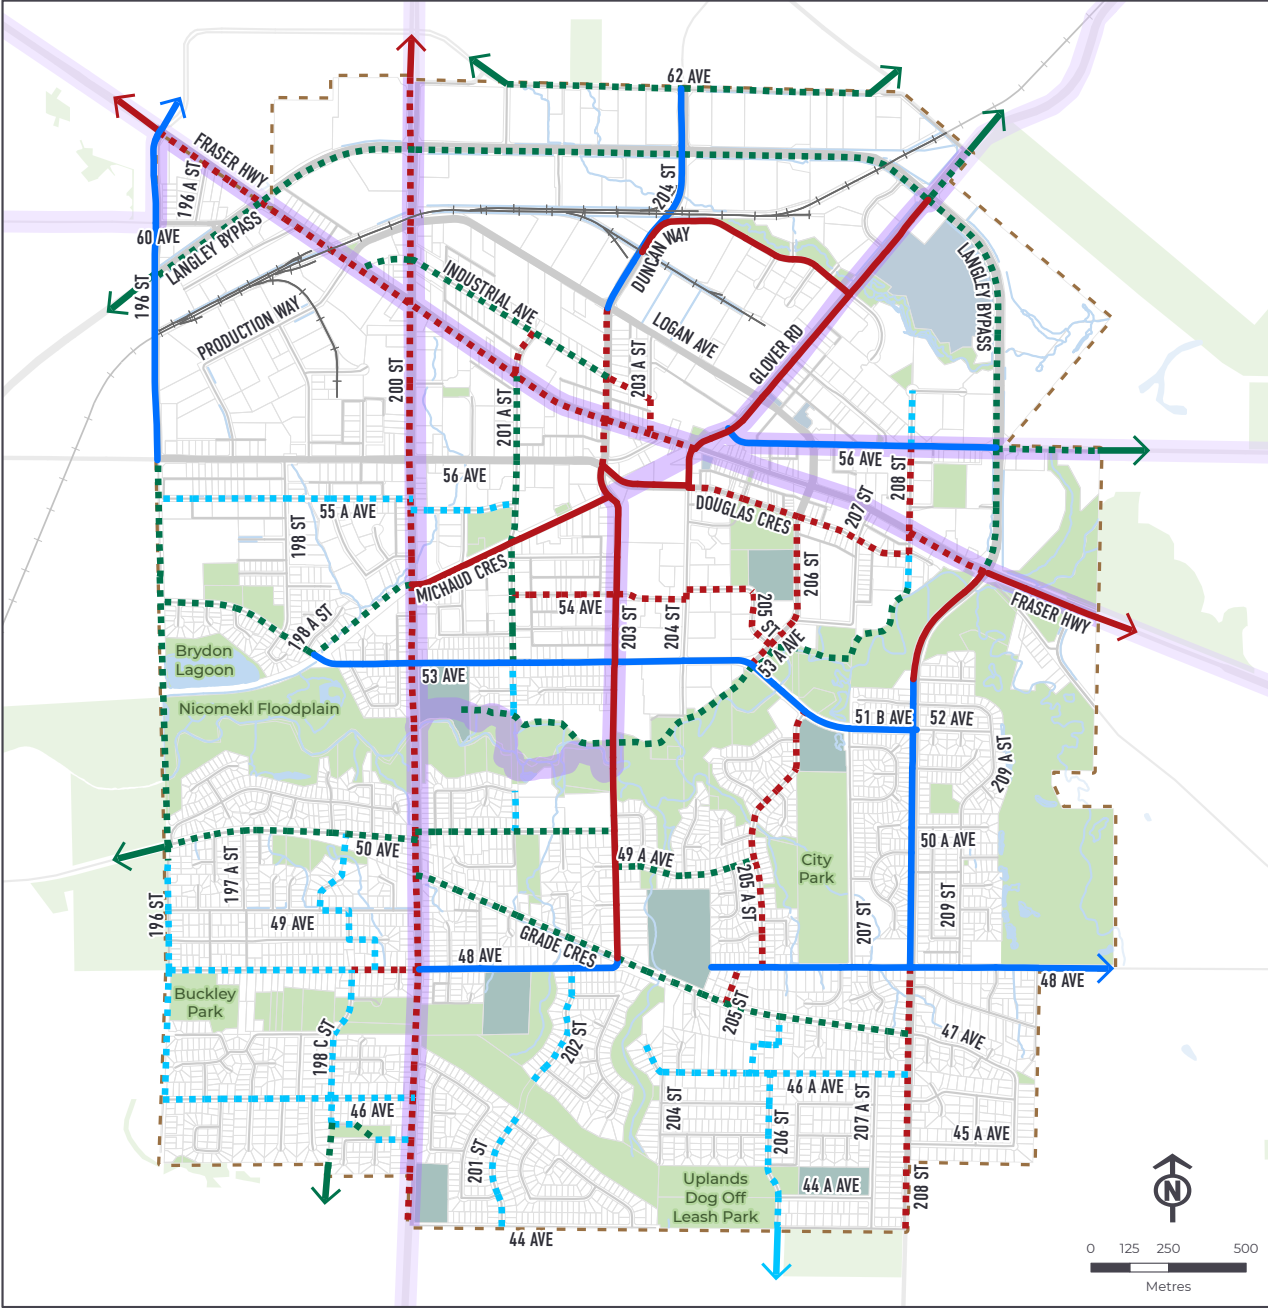 62 AVE
FRASER HWY
196 A ST
204 ST
60 AVE
LANGLEY BYPASS
DUNCAN WAY
LANGLEY BYPASS
196 ST
INDUSTRIAL AVE
PRODUCTION WAY
LOGAN AVE
GLOVER RD
200 ST
203 A ST
201 A ST
56 AVE
56 AVE
208 ST
55 A AVE
DOUGLAS CRES
207 ST
198 ST
MICHAUD CRES
206 ST
54 AVE
203 ST
204 ST
205 ST
FRASER HWY
198 A ST
53 A AVE
Brydon
Lagoon
53 AVE
Nicomekl Floodplain
51 B AVE
52 AVE
209 A ST
50 AVE
49 A AVE
50 A AVE
197 A ST
City
Park
205 A ST
196 ST
49 AVE
207 ST
209 ST
GRADE CRES
48 AVE
48 AVE
Buckley
Park
205 ST
47 AVE
198 C ST
202 ST
46 A AVE
46 AVE
204 ST
206 ST
207 A ST
45 A AVE
201 ST
Uplands
Dog Off
Leash Park
44 A AVE
208 ST
N
44 AVE
0 125 250 500
Metres